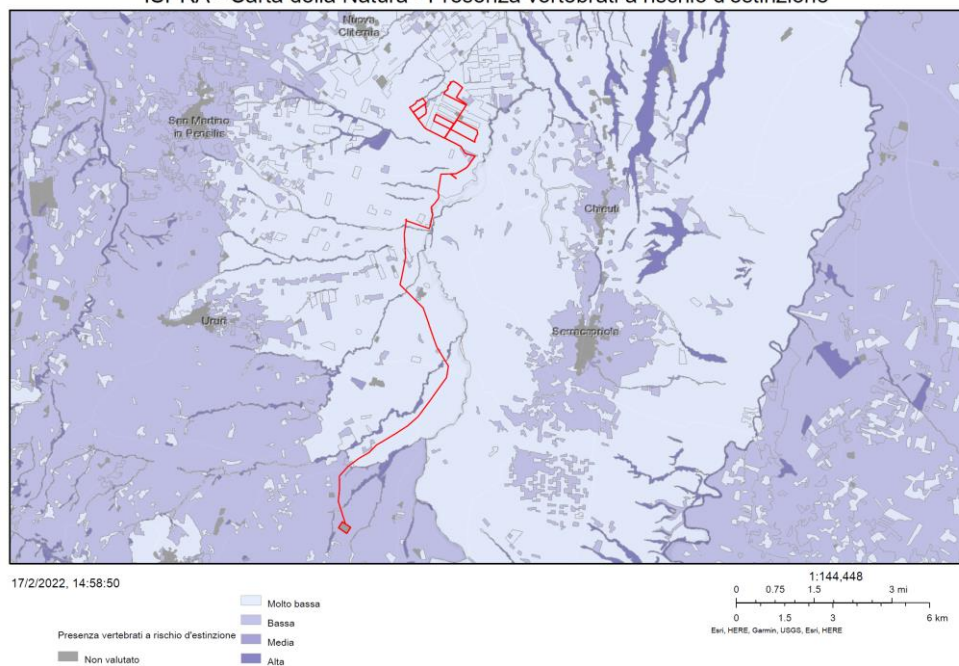 ISPRA - Carta della Natura - Presenza vertebrati a rischio d'estinzione
Nuova
Cliternia
San Martino
in Pensilis
Chieuti
Ururi
Serracapriola
17/2/2022, 14:58:50
1:144,448
0 0.75 1.5 3 mi
0 1.5 3 6 km
Esri, HERE, Garmin, USGS, Esri, HERE
Presenza vertebrati a rischio d'estinzione
Non valutato
Molto bassa
Bassa
Media
Alta